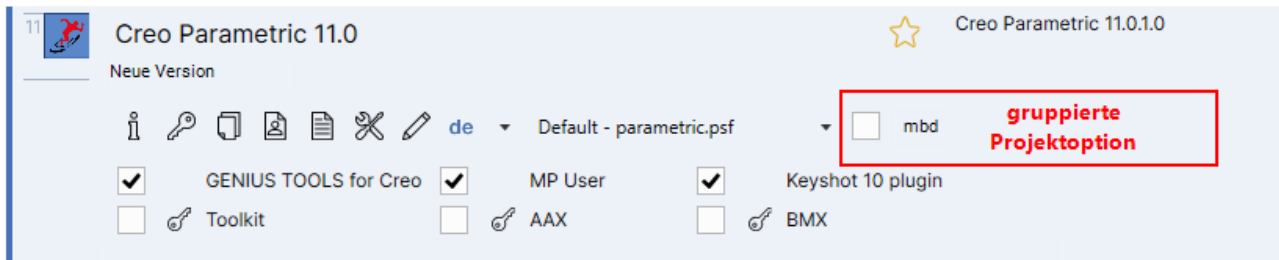 11
Creo Parametric 11.0
Creo Parametric 11.0.1.0
Neue Version
de
Default - parametric.psf
mbd
gruppierte
Projektoption
GENIUS TOOLS for Creo
MP User
Keyshot 10 plugin
Toolkit
AAX
BMX